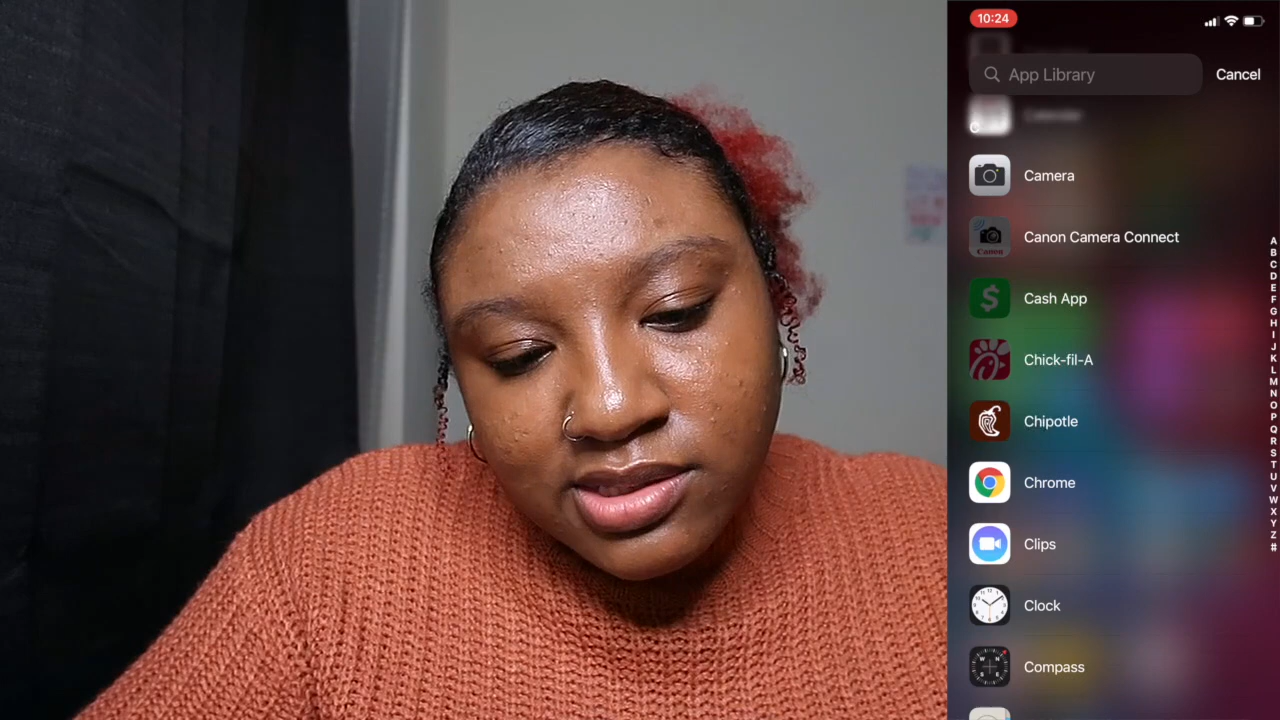 10:24
App Library
Cancel
Calendar
Camera
Canon Camera Connect
Canon
Cash App
Chick-fil-A
Chipotle
Chrome
Clips
Clock
Compass
A
B
C
D
E
F
G
H
I
J
K
L
M
N
O
P
Q
R
S
T
U
V
W
X
Y
Z
#